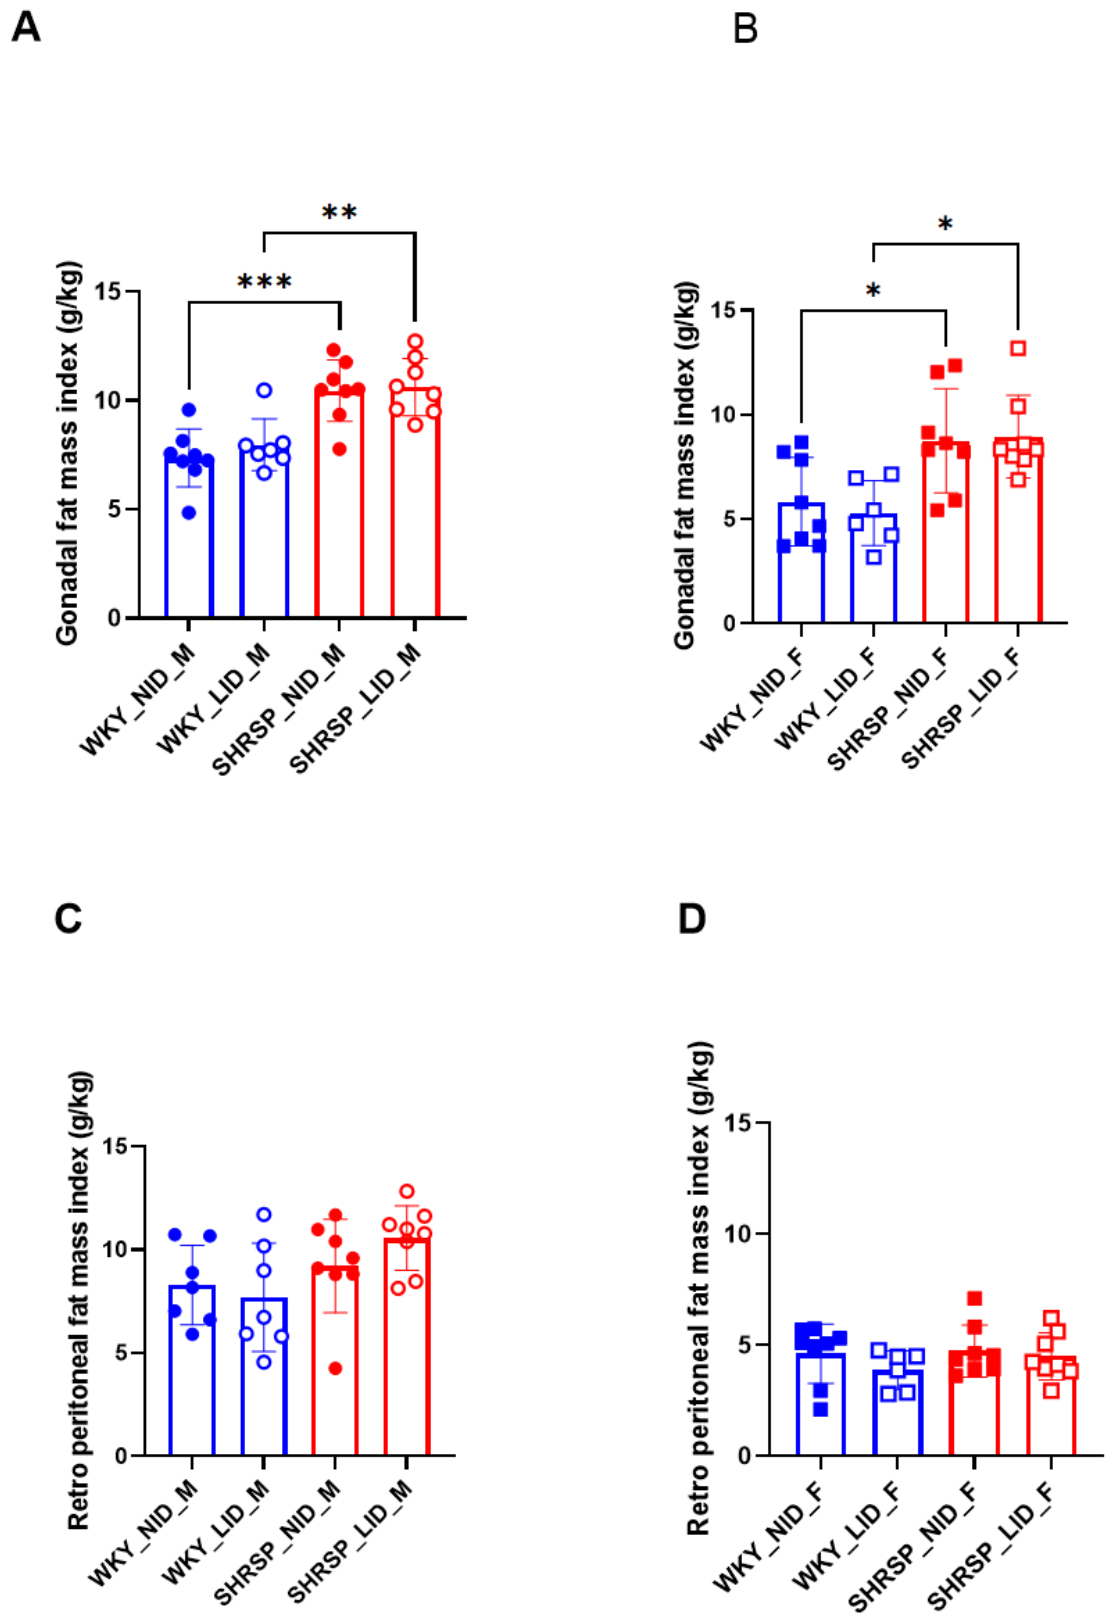 A
**
***
Gonadal fat mass index (g/kg)
15
10
5
0
WKY_NID_M
WKY_LID_M
SHRSP_NID_M
SHRSP_LID_M
B
*
*
Gonadal fat mass index (g/kg)
15
10
5
0
WKY_NID_F
WKY_LID_F
SHRSP_NID_F
SHRSP_LID_F
C
Retro peritoneal fat mass index (g/kg)
15
10
5
0
WKY_NID_M
WKY_LID_M
SHRSP_NID_M
SHRSP_LID_M
D
Retro peritoneal fat mass index (g/kg)
15
10
5
0
WKY_NID_F
WKY_LID_F
SHRSP_NID_F
SHRSP_LID_F